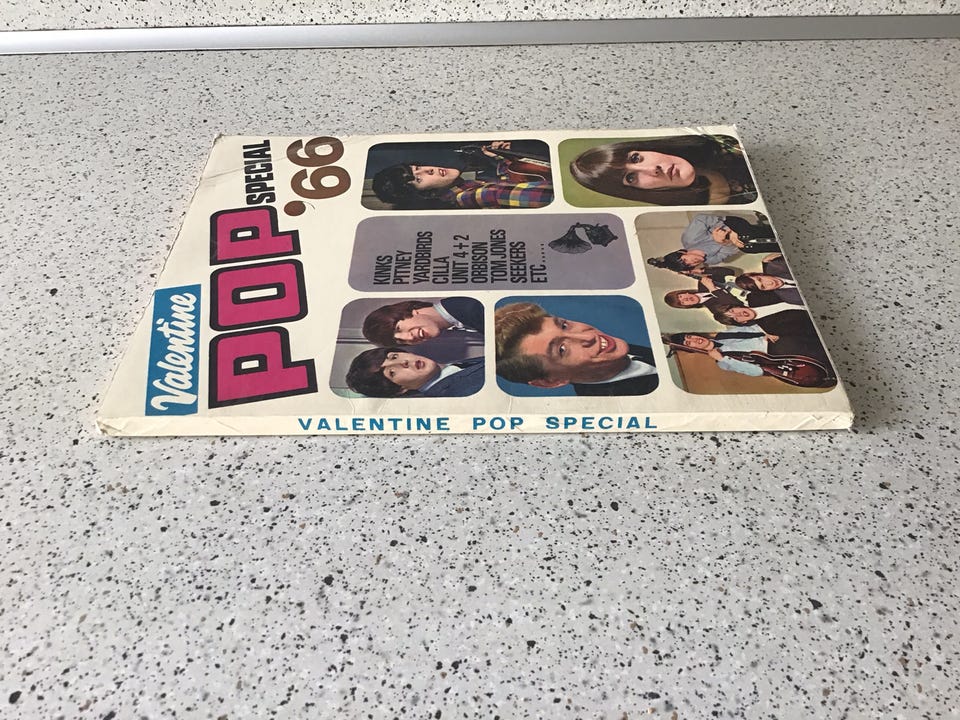 Valentine
POP SPECIAL
'66
KINKS
PITNEY
YARDBIRDS
CILLA
UNIT 4+2
ORBISON
TOM JONES
SEEKERS
ETC......
VALENTINE POP SPECIAL